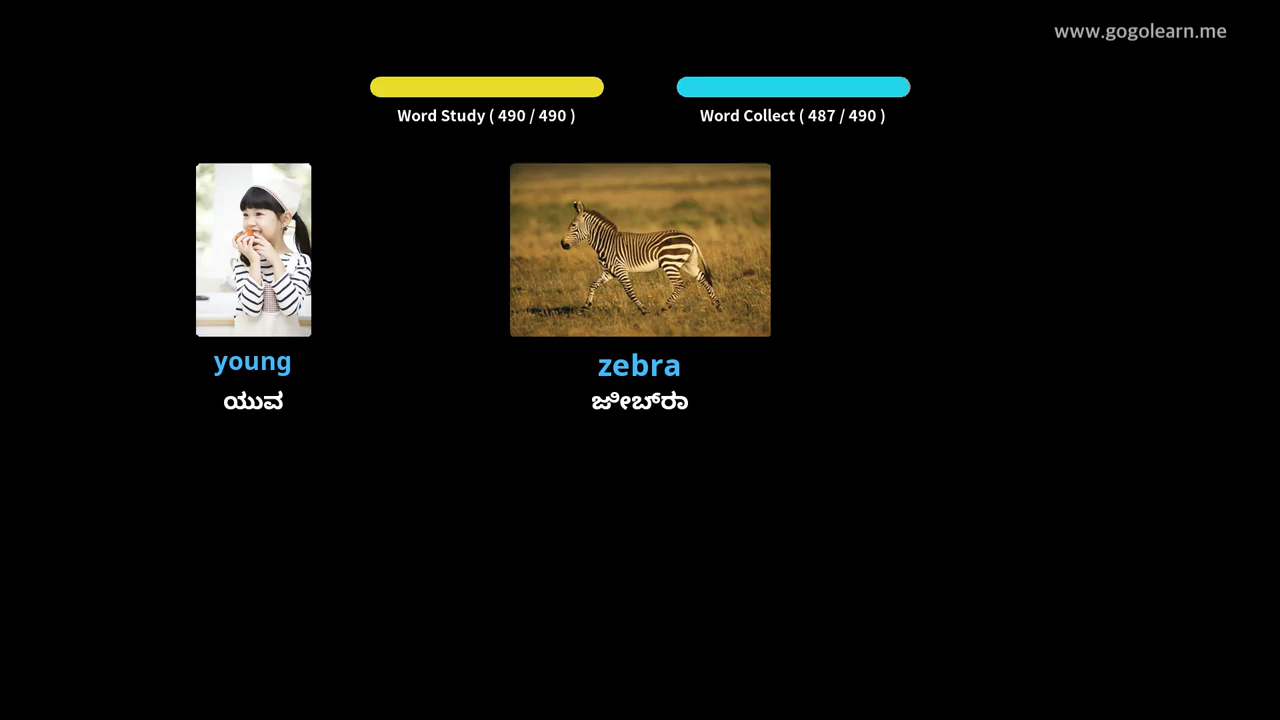 www.gogolearn.me
Word Study ( 490 / 490 )
Word Collect ( 487 / 490 )
young
zebra
ಯುವ
ಜೀಬ್ರಾ